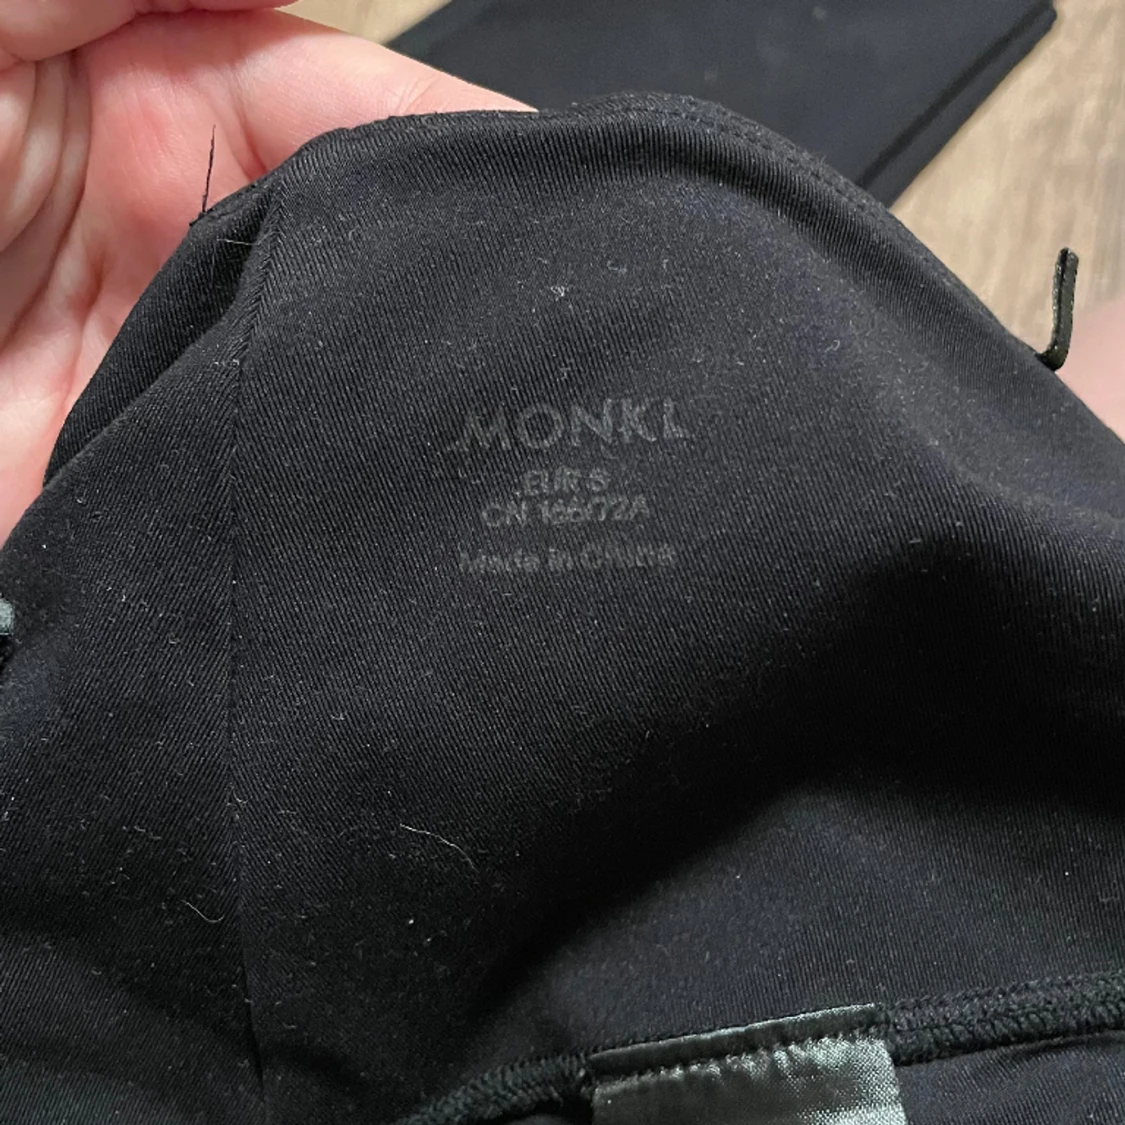 MONKI
EUR S
CN 165/72A
Made in China